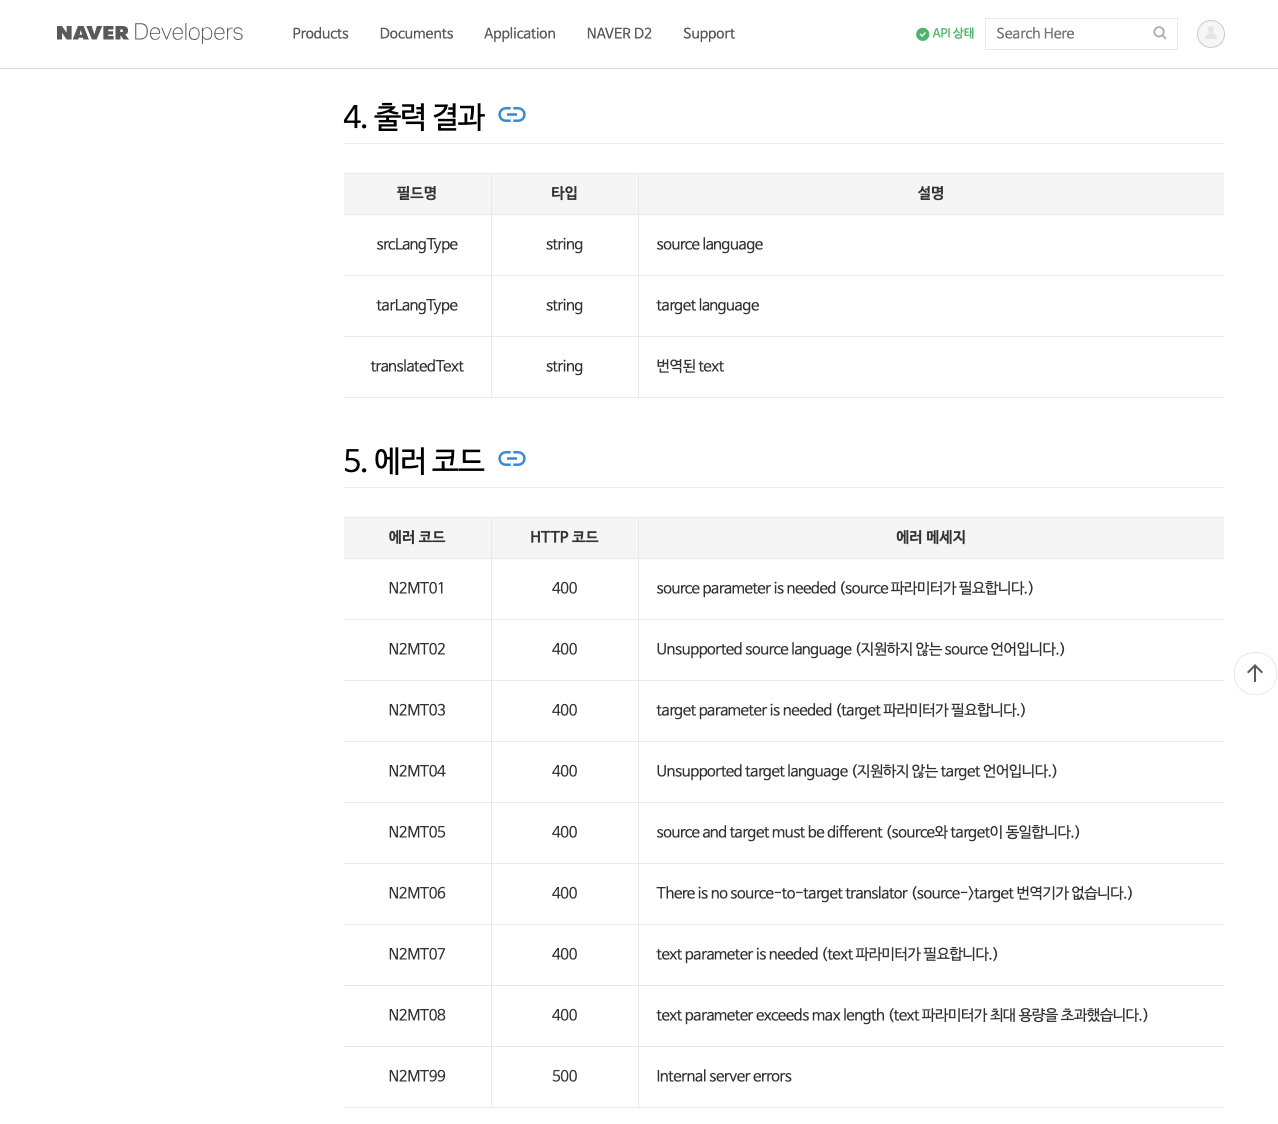 NAVER Developers Products Documents Application NAVER D2 Support API 상태 Search Here
4. 출력 결과
필드명 타입 설명
srcLangType string source language
tarLangType string target language
translatedText string 번역된 text
5. 에러 코드
에러 코드 HTTP 코드 에러 메세지
N2MT01 400 source parameter is needed (source 파라미터가 필요합니다.)
N2MT02 400 Unsupported source language (지원하지 않는 source 언어입니다.)
N2MT03 400 target parameter is needed (target 파라미터가 필요합니다.)
N2MT04 400 Unsupported target language (지원하지 않는 target 언어입니다.)
N2MT05 400 source and target must be different (source와 target이 동일합니다.)
N2MT06 400 There is no source-to-target translator (source->target 번역기가 없습니다.)
N2MT07 400 text parameter is needed (text 파라미터가 필요합니다.)
N2MT08 400 text parameter exceeds max length (text 파라미터가 최대 용량을 초과했습니다.)
N2MT99 500 Internal server errors